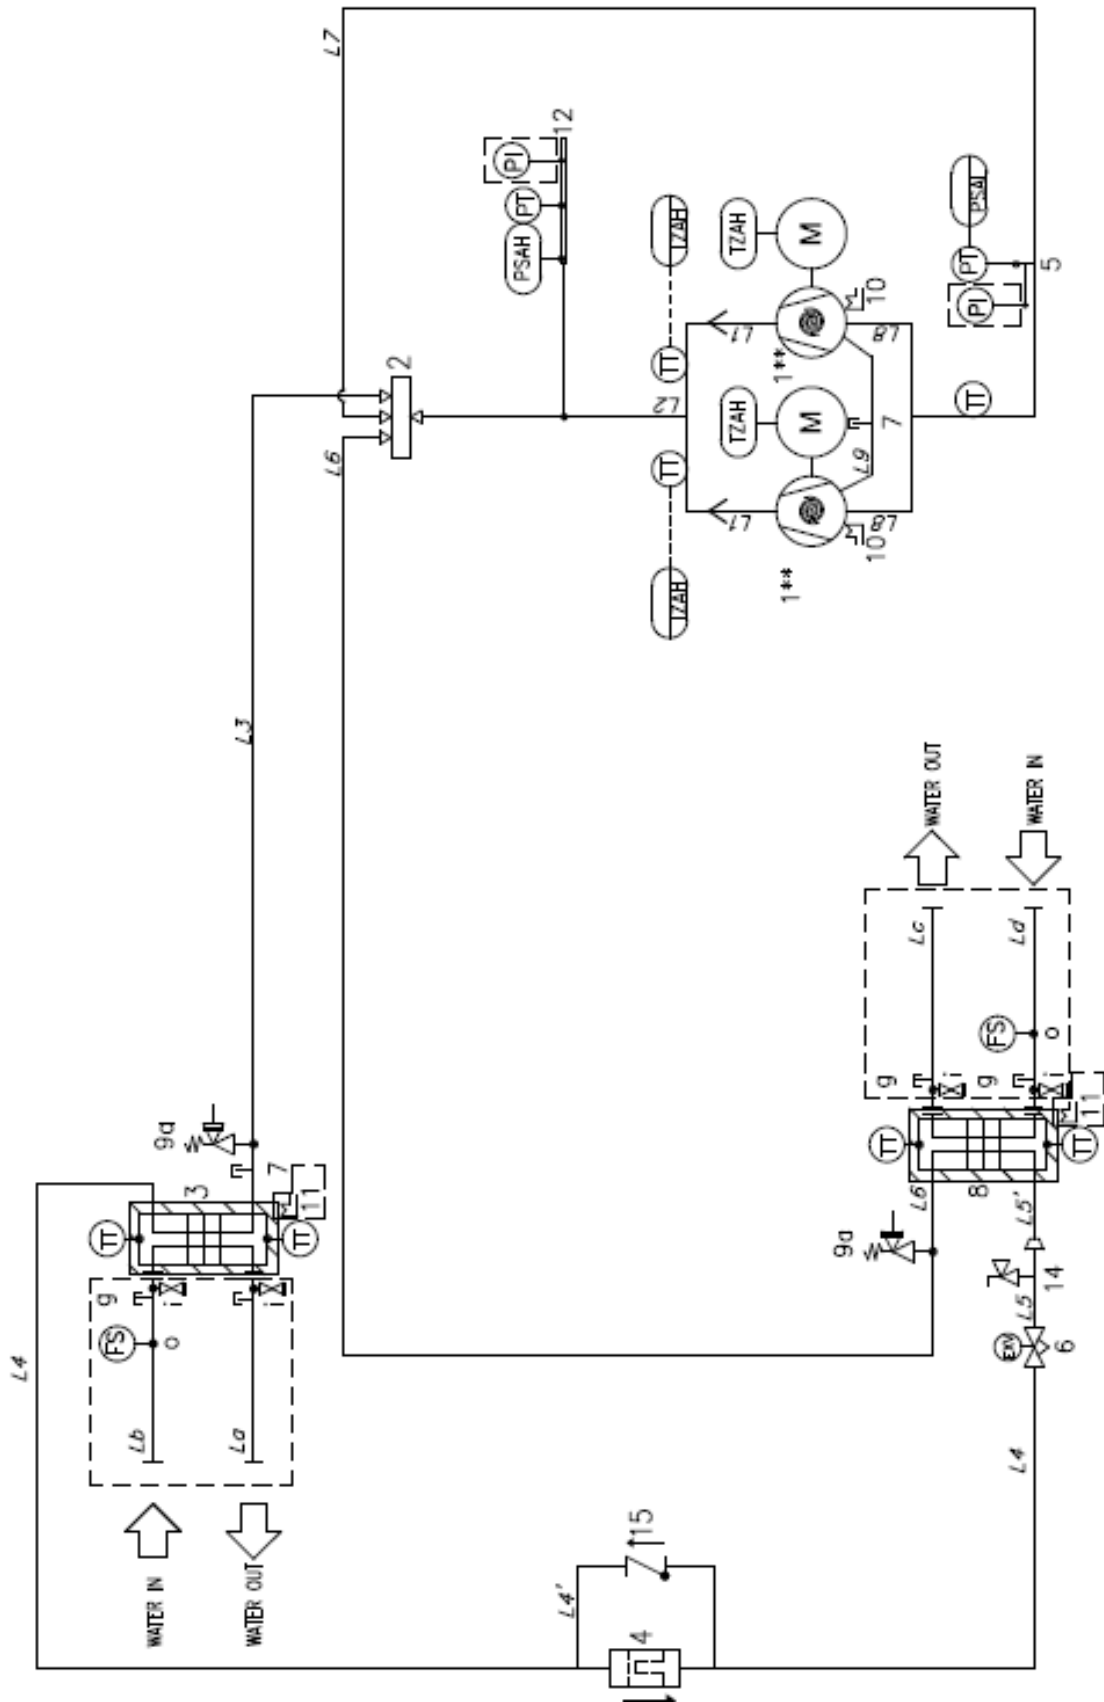 L7
12
PI
PT
PSAH
2
L6
L3
TZAH
TZAH
TZAH
TZAH
M
M
TT
TT
L2
L1
L1
1**
1**
10
10
L8
L8
L9
7
TT
PI
PT
PSAL
5
9a
7
3
11
TT
TT
g
i
i
FS
o
Lb
La
WATER IN
WATER OUT
L4
WATER OUT
WATER IN
Lc
Ld
FS
o
g
g
i
i
11
TT
TT
8
L6
L5'
9a
14
L5
EXV
6
L4
L4'
15
4